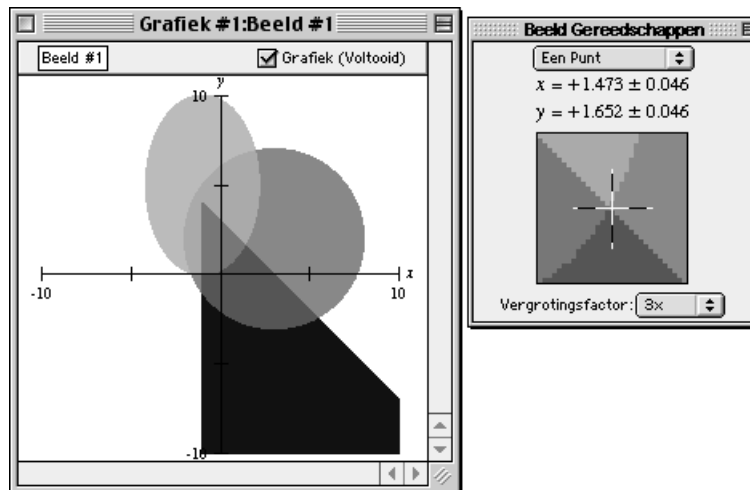 Grafiek #1:Beeld #1
Beeld #1
Grafiek (Voltooid)
y
10
-10
10
x
-10
Beeld Gereedschappen
Een Punt
x = +1.473 ± 0.046
y = +1.652 ± 0.046
Vergrotingsfactor: 3x